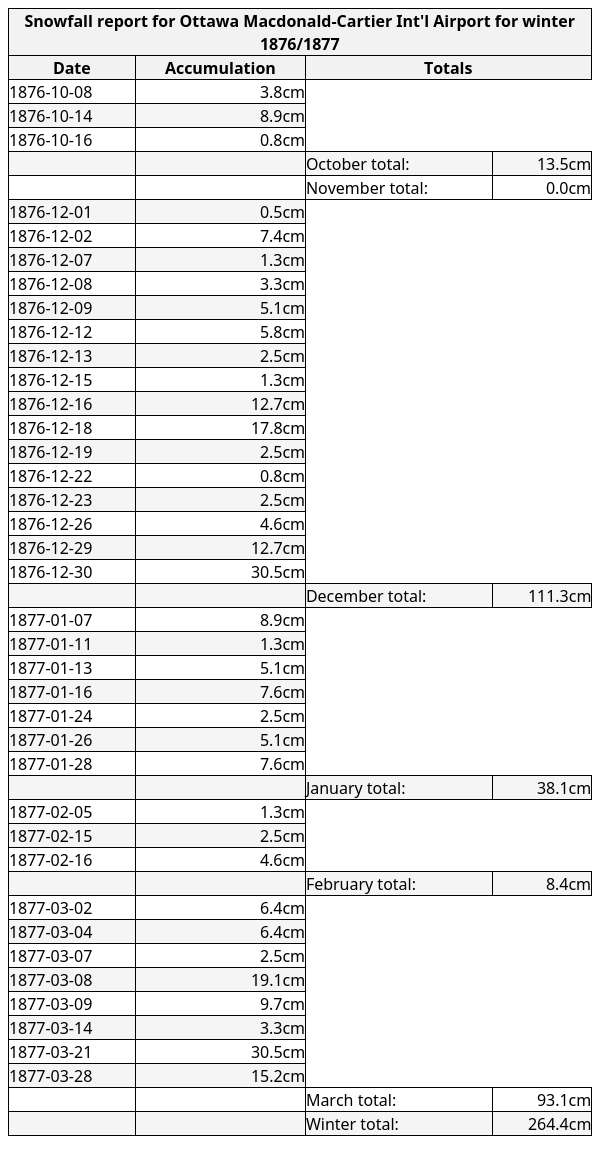 Snowfall report for Ottawa Macdonald-Cartier Int'l Airport for winter
1876/1877
Date Accumulation Totals
1876-10-08 3.8cm
1876-10-14 8.9cm
1876-10-16 0.8cm
October total: 13.5cm
November total: 0.0cm
1876-12-01 0.5cm
1876-12-02 7.4cm
1876-12-07 1.3cm
1876-12-08 3.3cm
1876-12-09 5.1cm
1876-12-12 5.8cm
1876-12-13 2.5cm
1876-12-15 1.3cm
1876-12-16 12.7cm
1876-12-18 17.8cm
1876-12-19 2.5cm
1876-12-22 0.8cm
1876-12-23 2.5cm
1876-12-26 4.6cm
1876-12-29 12.7cm
1876-12-30 30.5cm
December total: 111.3cm
1877-01-07 8.9cm
1877-01-11 1.3cm
1877-01-13 5.1cm
1877-01-16 7.6cm
1877-01-24 2.5cm
1877-01-26 5.1cm
1877-01-28 7.6cm
January total: 38.1cm
1877-02-05 1.3cm
1877-02-15 2.5cm
1877-02-16 4.6cm
February total: 8.4cm
1877-03-02 6.4cm
1877-03-04 6.4cm
1877-03-07 2.5cm
1877-03-08 19.1cm
1877-03-09 9.7cm
1877-03-14 3.3cm
1877-03-21 30.5cm
1877-03-28 15.2cm
March total: 93.1cm
Winter total: 264.4cm